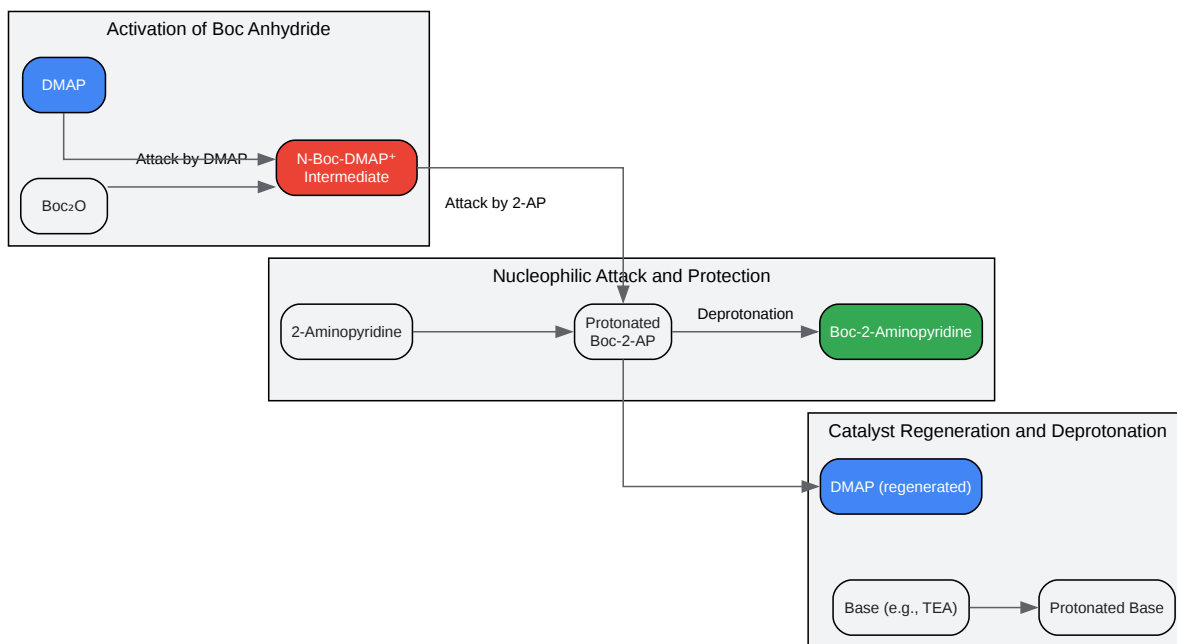 Activation of Boc Anhydride
DMAP
Attack by DMAP
N-Boc-DMAP⁺
Intermediate
Boc₂O
Attack by 2-AP
Nucleophilic Attack and Protection
2-Aminopyridine
Protonated
Boc-2-AP
Deprotonation
Boc-2-Aminopyridine
Catalyst Regeneration and Deprotonation
DMAP (regenerated)
Base (e.g., TEA)
Protonated Base